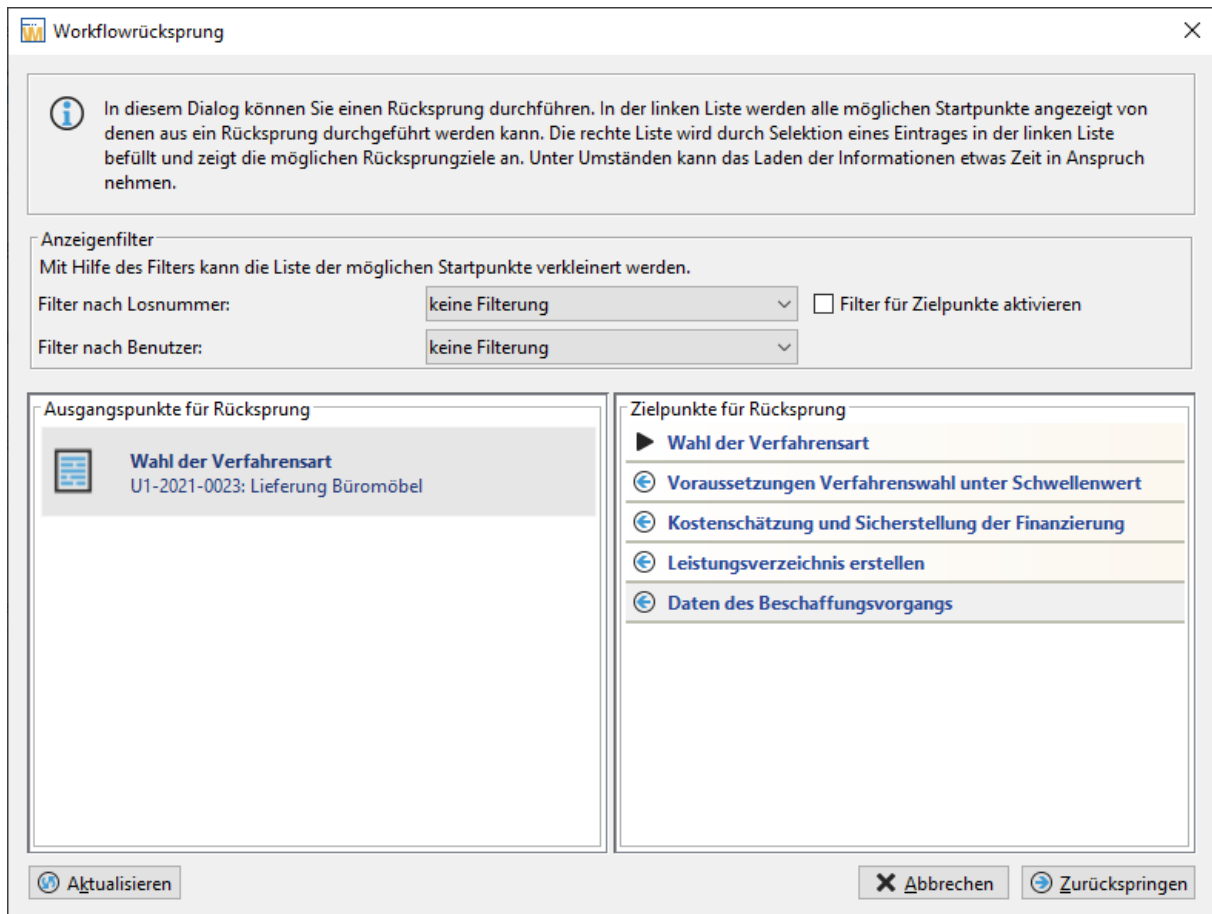 Workflowrücksprung
In diesem Dialog können Sie einen Rücksprung durchführen. In der linken Liste werden alle möglichen Startpunkte angezeigt von
denen aus ein Rücksprung durchgeführt werden kann. Die rechte Liste wird durch Selektion eines Eintrages in der linken Liste
befüllt und zeigt die möglichen Rücksprungziele an. Unter Umständen kann das Laden der Informationen etwas Zeit in Anspruch
nehmen.
Anzeigenfilter
Mit Hilfe des Filters kann die Liste der möglichen Startpunkte verkleinert werden.
Filter nach Losnummer: keine Filterung Filter für Zielpunkte aktivieren
Filter nach Benutzer: keine Filterung
Ausgangspunkte für Rücksprung
Wahl der Verfahrensart
U1-2021-0023: Lieferung Büromöbel
Zielpunkte für Rücksprung
Wahl der Verfahrensart
Voraussetzungen Verfahrenswahl unter Schwellenwert
Kostenschätzung und Sicherstellung der Finanzierung
Leistungsverzeichnis erstellen
Daten des Beschaffungsvorgangs
Aktualisieren Abbrechen Zurückspringen